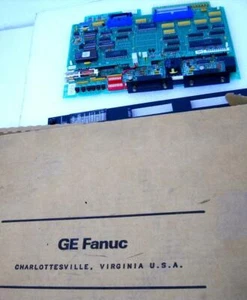 GE Fanuc
CHARLOTTESVILLE, VIRGINIA U.S.A.